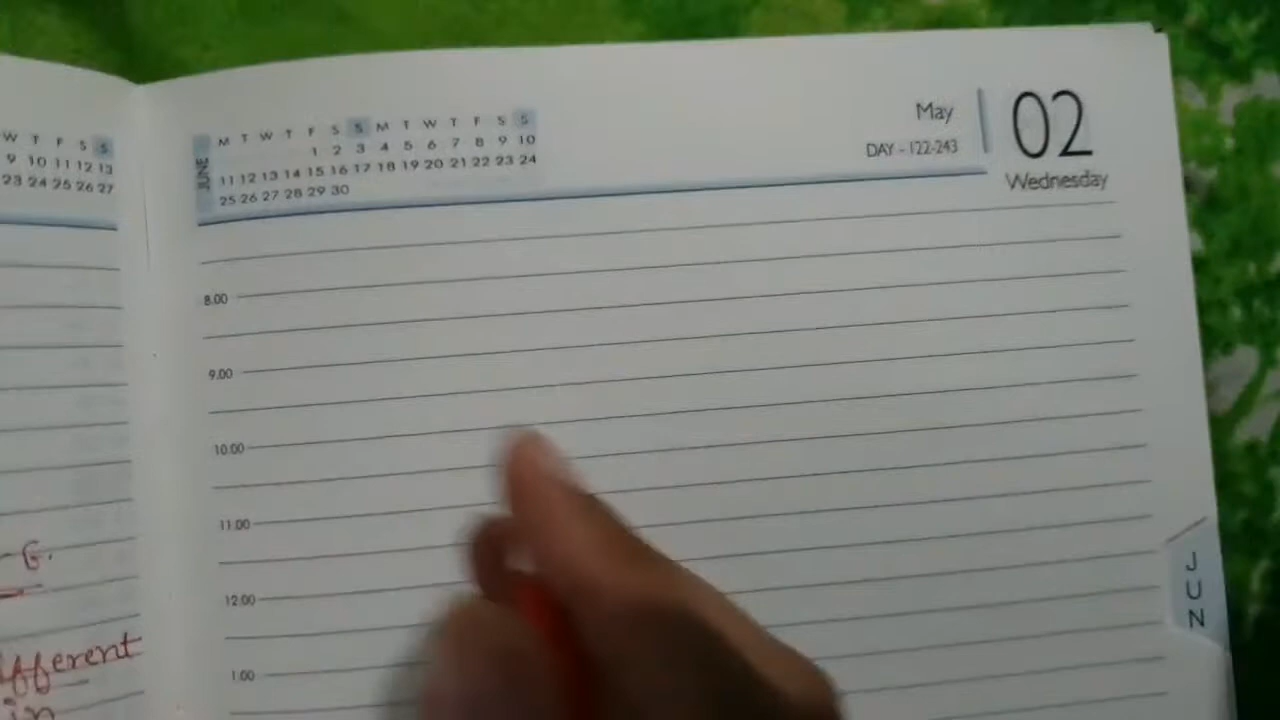 W T F S S
9 10 11 12 13
23 24 25 26 27
G.
ifferent
in
JUNE
M T W T F S S M T W T F S S
1 2 3 4 5 6 7 8 9 10
11 12 13 14 15 16 17 18 19 20 21 22 23 24
25 26 27 28 29 30
May
DAY - 122-243
02
Wednesday
8.00
9.00
10.00
11.00
12.00
1.00
JUN